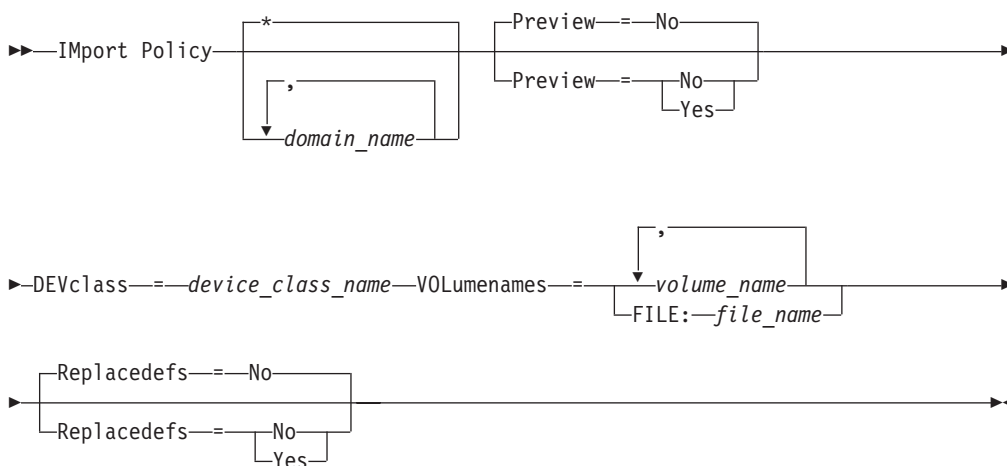 * Preview = No
IMport Policy
, Preview = No
Yes
domain_name
,
DEVclass = device_class_name VOLumenames = volume_name
FILE: file_name
Replacedefs = No
Replacedefs = No
Yes